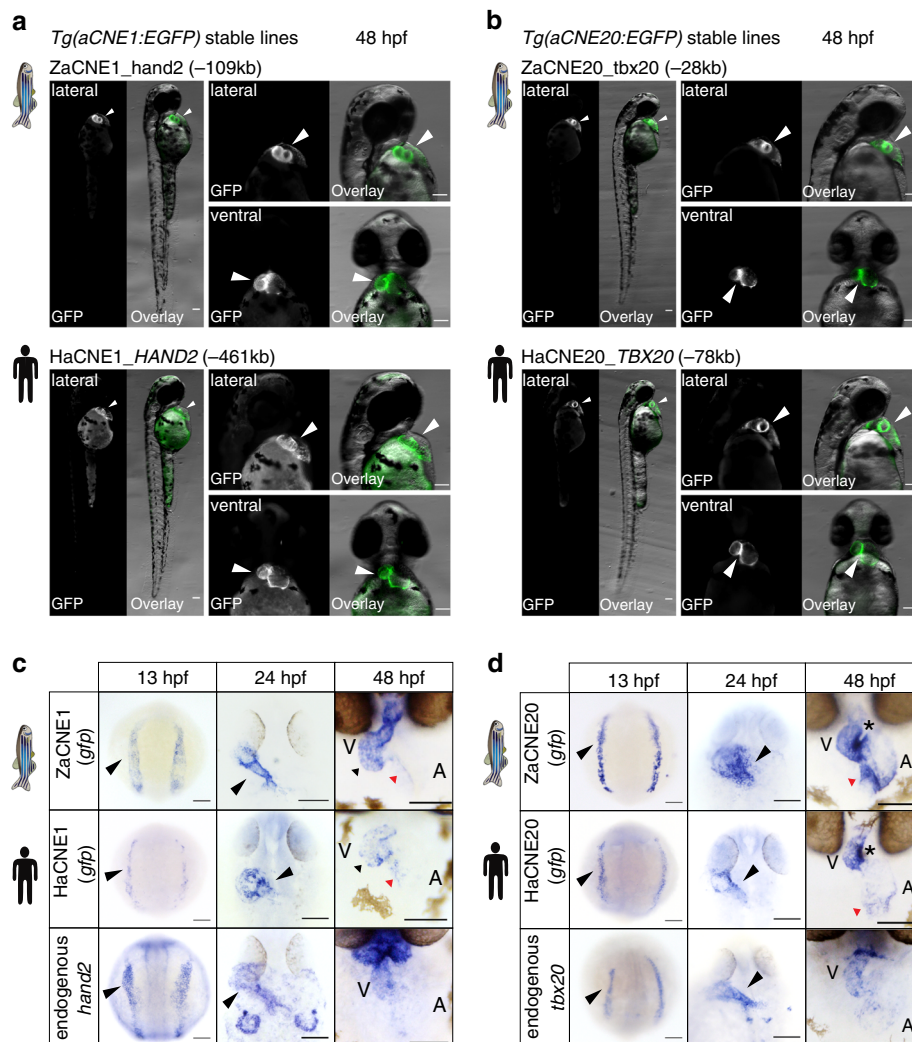 a
Tg(aCNE1:EGFP) stable lines 48 hpf
ZaCNE1_hand2 (–109kb)
lateral
lateral
GFP
Overlay
ventral
GFP
Overlay
GFP
Overlay
HaCNE1_HAND2 (–461kb)
lateral
lateral
GFP
Overlay
ventral
GFP
Overlay
GFP
Overlay
b
Tg(aCNE20:EGFP) stable lines 48 hpf
ZaCNE20_tbx20 (–28kb)
lateral
lateral
GFP
Overlay
ventral
GFP
Overlay
GFP
Overlay
HaCNE20_TBX20 (–78kb)
lateral
lateral
GFP
Overlay
ventral
GFP
Overlay
GFP
Overlay
c
13 hpf 24 hpf 48 hpf
ZaCNE1
(gfp)
V
A
HaCNE1
(gfp)
V
A
endogenous
hand2
V
A
d
13 hpf 24 hpf 48 hpf
ZaCNE20
(gfp)
V
*
A
HaCNE20
(gfp)
V
*
A
endogenous
tbx20
V
A